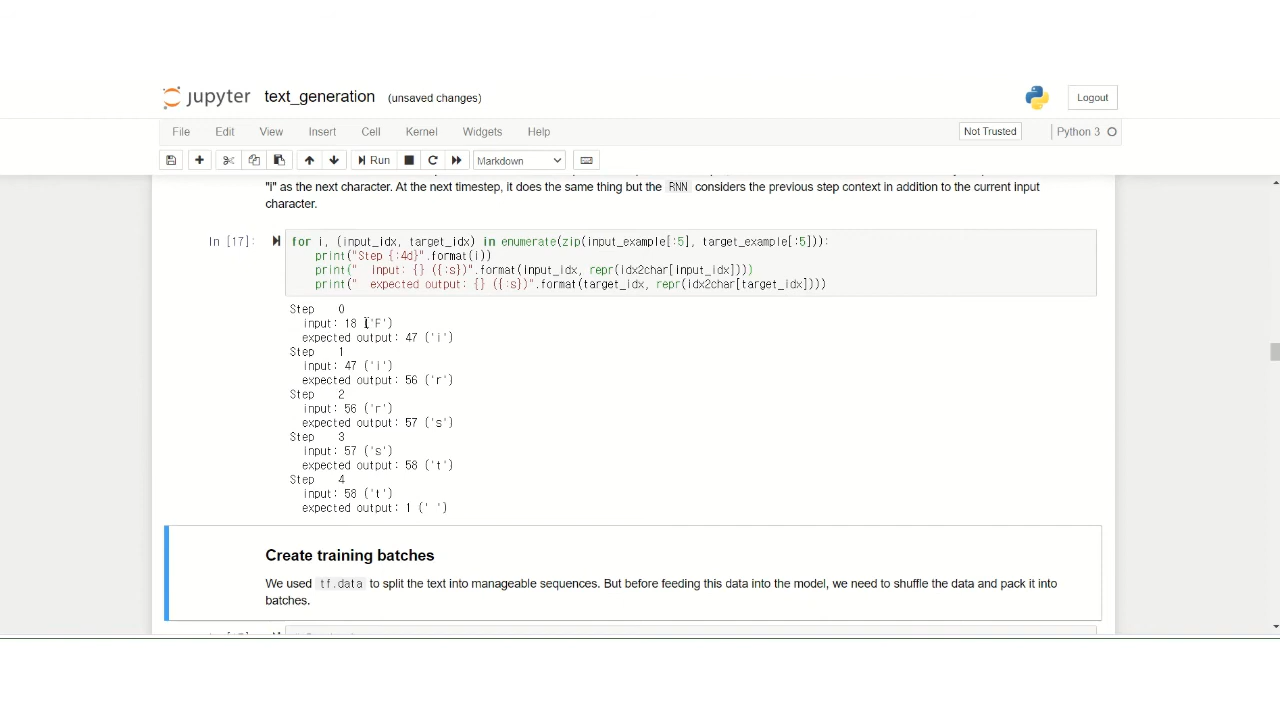 jupyter text_generation (unsaved changes) Logout
File Edit View Insert Cell Kernel Widgets Help Not Trusted Python 3
Run Markdown
"i" as the next character. At the next timestep, it does the same thing but the RNN considers the previous step context in addition to the current input
character.
In [17]: for i, (input_idx, target_idx) in enumerate(zip(input_example[:5], target_example[:5])):
print("Step {:4d}".format(i))
print("  input: {} ({:s})".format(input_idx, repr(idx2char[input_idx])))
print("  expected output: {} ({:s})".format(target_idx, repr(idx2char[target_idx])))
Step    0
input: 18 ('F')
expected output: 47 ('i')
Step    1
input: 47 ('i')
expected output: 56 ('r')
Step    2
input: 56 ('r')
expected output: 57 ('s')
Step    3
input: 57 ('s')
expected output: 58 ('t')
Step    4
input: 58 ('t')
expected output: 1 (' ')
Create training batches
We used tf.data to split the text into manageable sequences. But before feeding this data into the model, we need to shuffle the data and pack it into
batches.